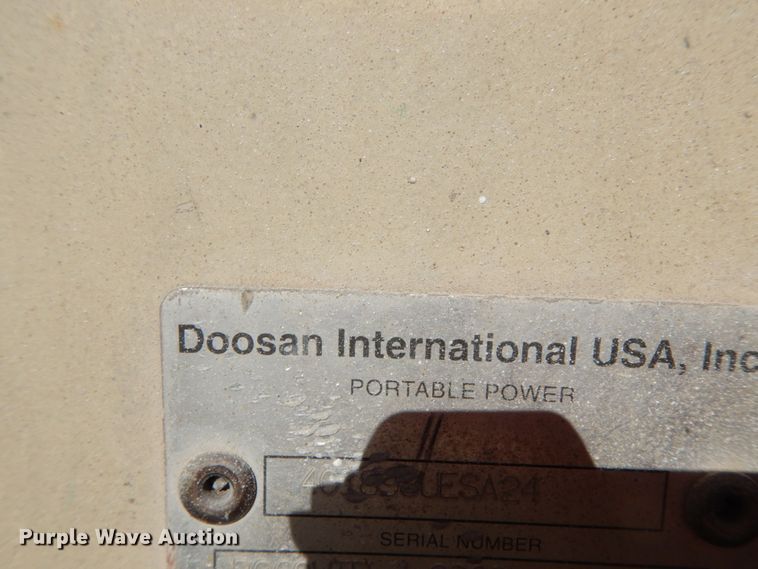 Doosan International USA, Inc
PORTABLE POWER
SERIAL NUMBER
Purple Wave Auction